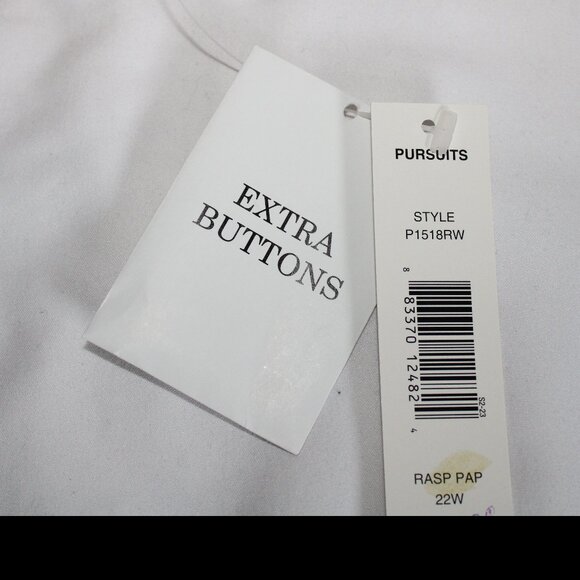 EXTRA
BUTTONS
PURSUITS
STYLE
P1518RW
8 83370 12482 4
S2-23
RASP PAP
22W